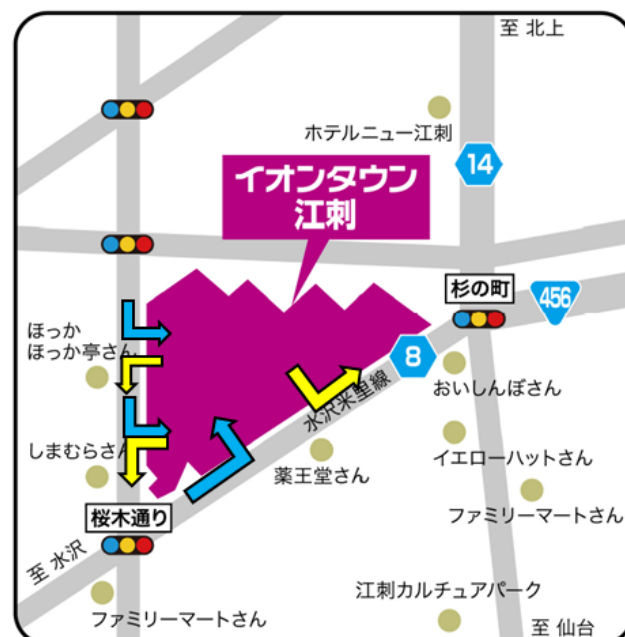 至 北上
ホテルニュー江刺
14
イオンタウン
江刺
杉の町
456
ほっか
ほっか亭さん
8
おいしんぼさん
水沢米里線
しまむらさん
薬王堂さん
イエローハットさん
桜木通り
ファミリーマートさん
至 水沢
江刺カルチュアパーク
ファミリーマートさん
至 仙台